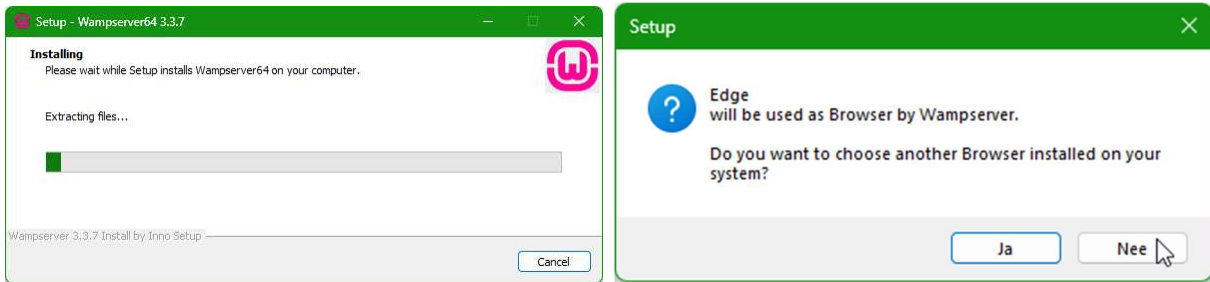 Setup - Wampserver64 3.3.7
Installing
Please wait while Setup installs Wampserver64 on your computer.
Extracting files...
Wampserver 3.3.7 Install by Inno Setup
Cancel
Setup
Edge
will be used as Browser by Wampserver.
Do you want to choose another Browser installed on your
system?
Ja
Nee